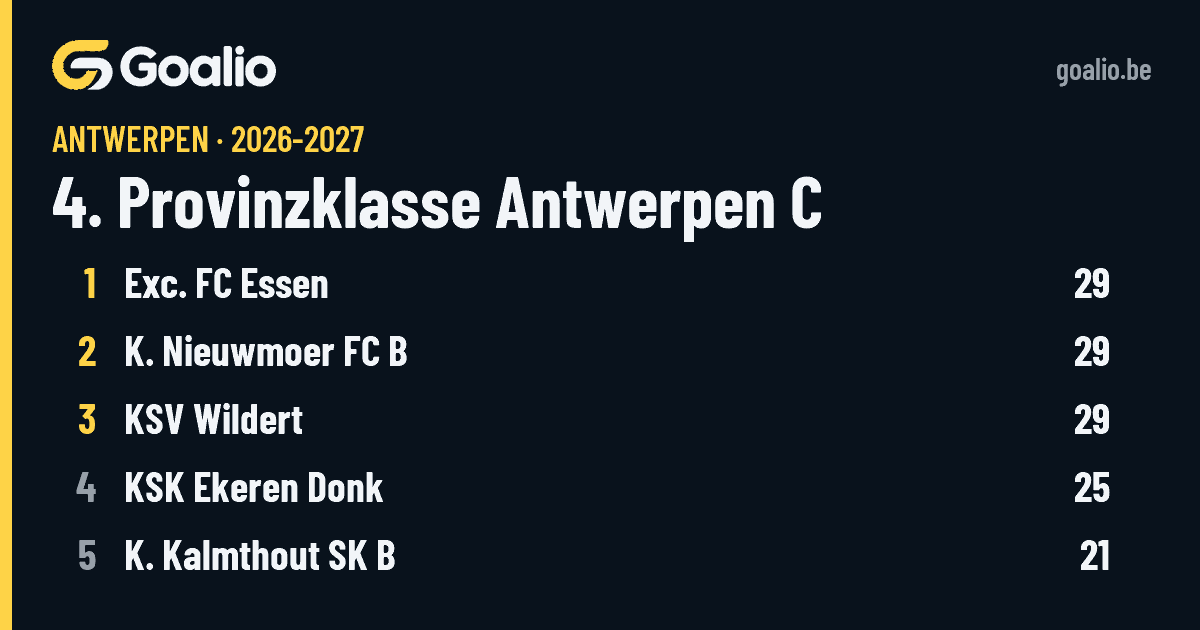 Goalio
goalio.be
ANTWERPEN · 2026-2027
4. Provinzklasse Antwerpen C
1 Exc. FC Essen 29
2 K. Nieuwmoer FC B 29
3 KSV Wildert 29
4 KSK Ekeren Donk 25
5 K. Kalmthout SK B 21